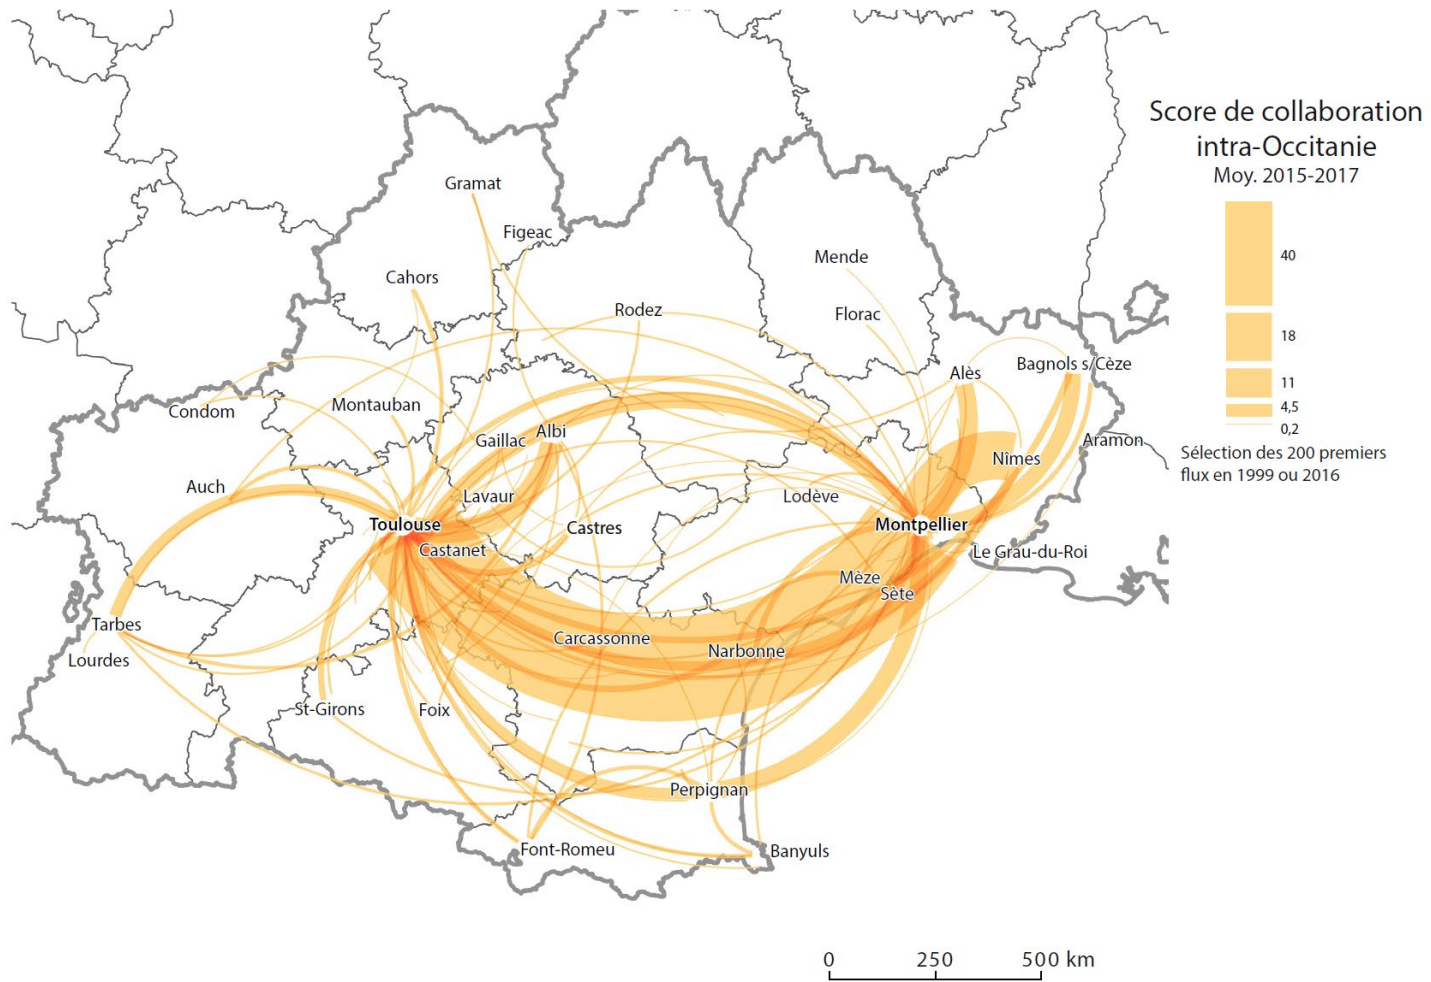 Score de collaboration
intra-Occitanie
Moy. 2015-2017
40
18
11
4,5
0,2
Sélection des 200 premiers
flux en 1999 ou 2016
Gramat
Figeac
Cahors
Mende
Rodez
Florac
Bagnols s/Cèze
Alès
Condom
Montauban
Gaillac
Albi
Aramon
Nîmes
Auch
Lavaur
Lodève
Toulouse
Castres
Montpellier
Castanet
Le Grau-du-Roi
Mèze
Sète
Tarbes
Carcassonne
Narbonne
Lourdes
St-Girons
Foix
Perpignan
Font-Romeu
Banyuls
0 250 500 km